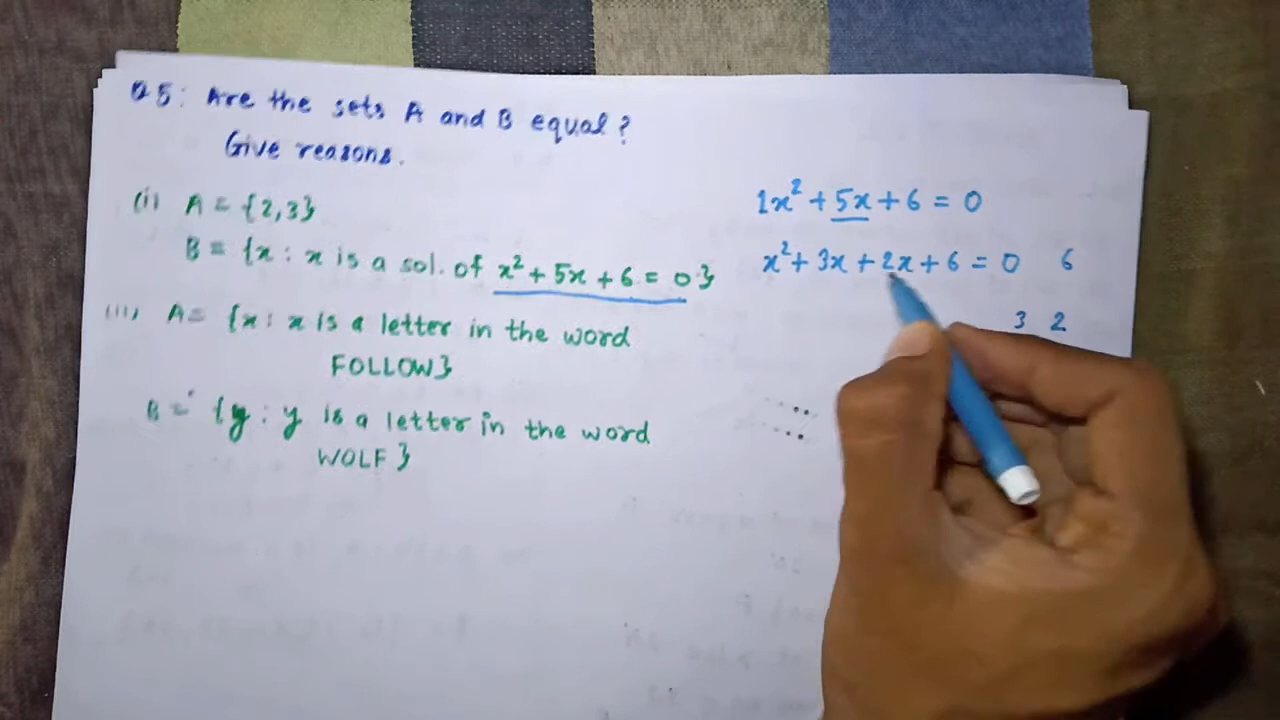 Q5: Are the sets A and B equal?
Give reasons.
(i) A = {2,3}
B = {x : x is a sol. of x² + 5x + 6 = 0}
(ii) A = {x : x is a letter in the word
FOLLOW}
B = {y : y is a letter in the word
WOLF}
1x² + 5x + 6 = 0
x² + 3x + 2x + 6 = 0 6
3 2